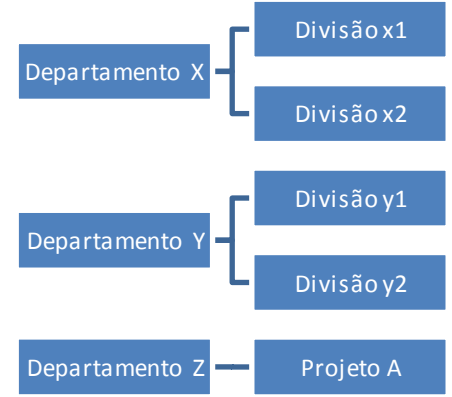 Departamento X
Divisão x1
Divisão x2
Departamento Y
Divisão y1
Divisão y2
Departamento Z
Projeto A